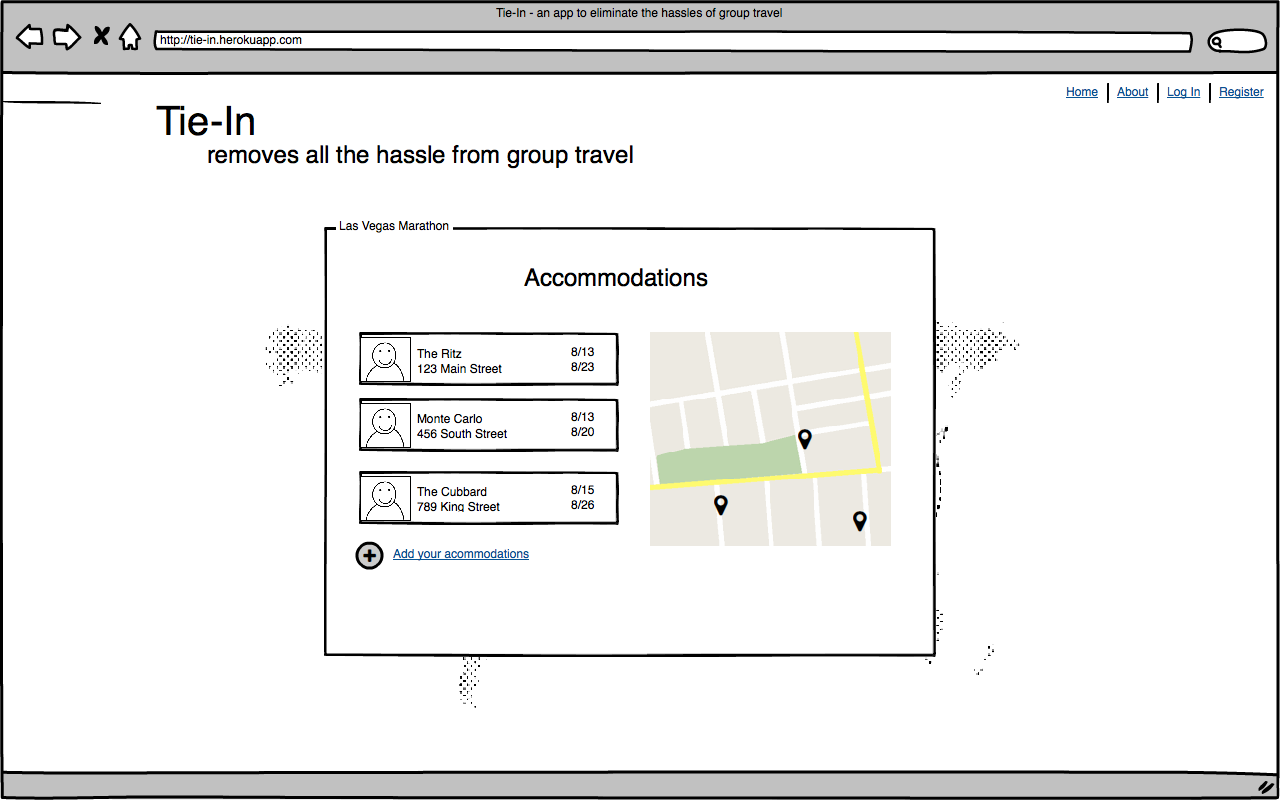 Tie-In - an app to eliminate the hassles of group travel
http://tie-in.herokuapp.com
Home
About
Log In
Register
Tie-In
removes all the hassle from group travel
Las Vegas Marathon
Accommodations
The Ritz 8/13
123 Main Street 8/23
Monte Carlo 8/13
456 South Street 8/20
The Cubbard 8/15
789 King Street 8/26
Add your acommodations